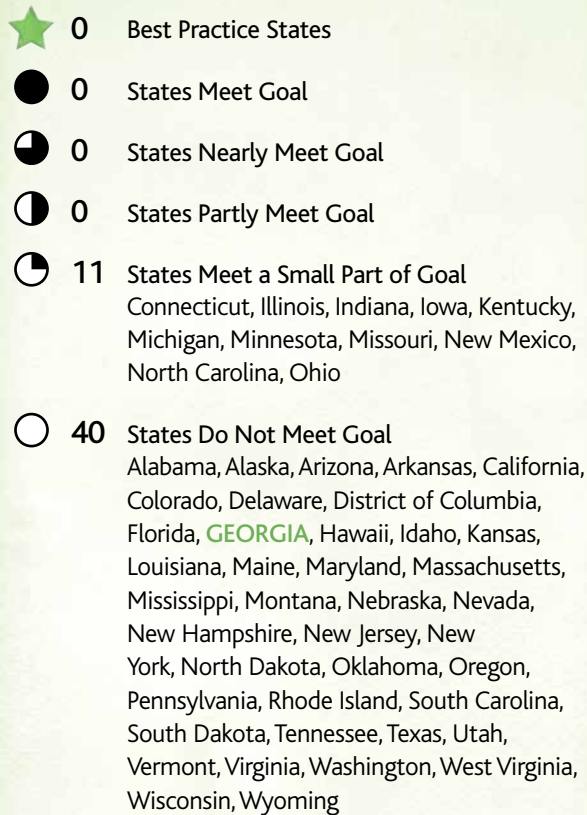 0 Best Practice States
0 States Meet Goal
0 States Nearly Meet Goal
0 States Partly Meet Goal
11 States Meet a Small Part of Goal
Connecticut, Illinois, Indiana, Iowa, Kentucky,
Michigan, Minnesota, Missouri, New Mexico,
North Carolina, Ohio
40 States Do Not Meet Goal
Alabama, Alaska, Arizona, Arkansas, California,
Colorado, Delaware, District of Columbia,
Florida, GEORGIA, Hawaii, Idaho, Kansas,
Louisiana, Maine, Maryland, Massachusetts,
Mississippi, Montana, Nebraska, Nevada,
New Hampshire, New Jersey, New
York, North Dakota, Oklahoma, Oregon,
Pennsylvania, Rhode Island, South Carolina,
South Dakota, Tennessee, Texas, Utah,
Vermont, Virginia, Washington, West Virginia,
Wisconsin, Wyoming